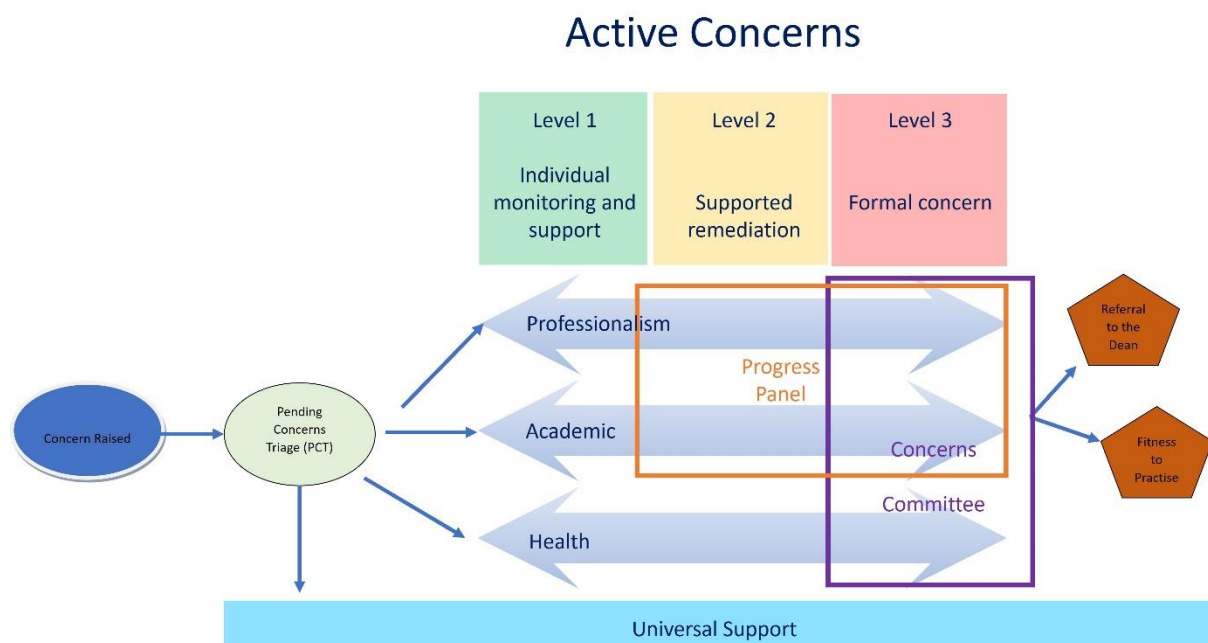 Active Concerns
Level 1
Individual
monitoring and
support
Level 2
Supported
remediation
Level 3
Formal concern
Professionalism
Progress
Panel
Academic
Concerns
Committee
Health
Concern Raised
Pending
Concerns
Triage (PCT)
Referral
to the
Dean
Fitness
to
Practise
Universal Support